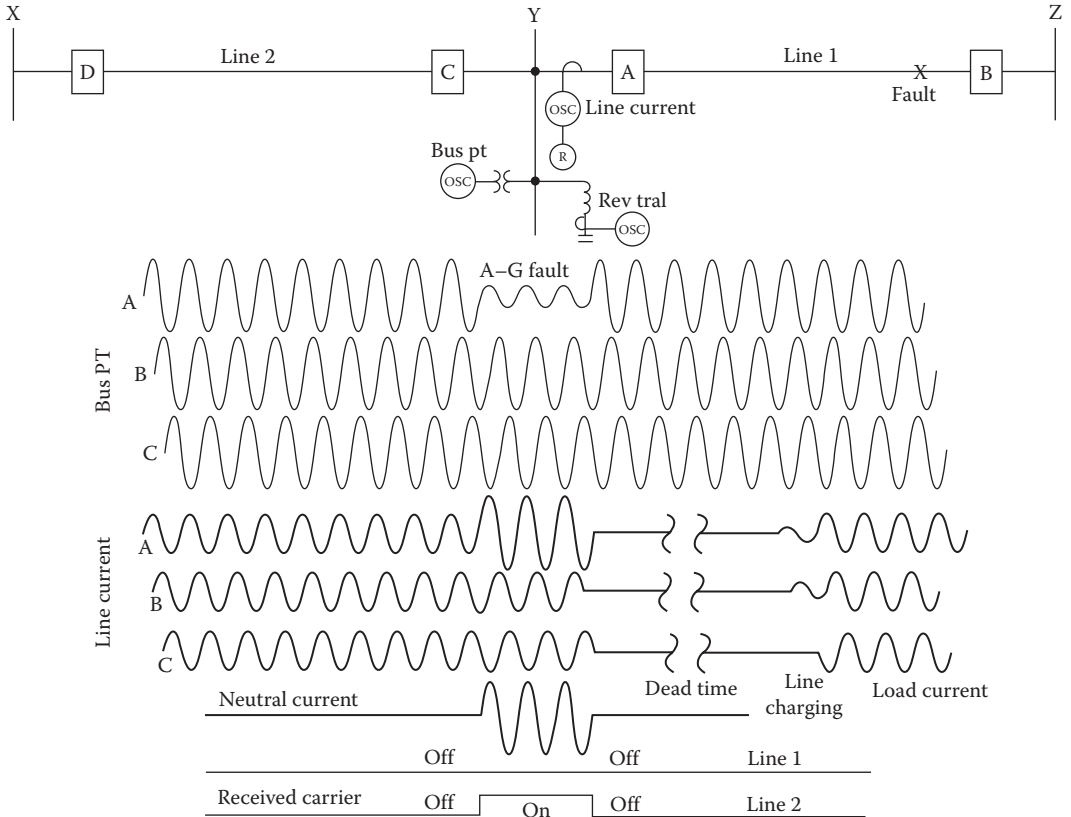 X
Y
Z
D
Line 2
C
A
Line 1
X
B
Fault
OSC
Line current
R
Bus pt
OSC
Rev tral
OSC
A–G fault
A
Bus PT
B
C
Line current
A
B
C
Dead time
Line
charging
Load current
Neutral current
Off
Off
Line 1
Received carrier
Off
On
Off
Line 2